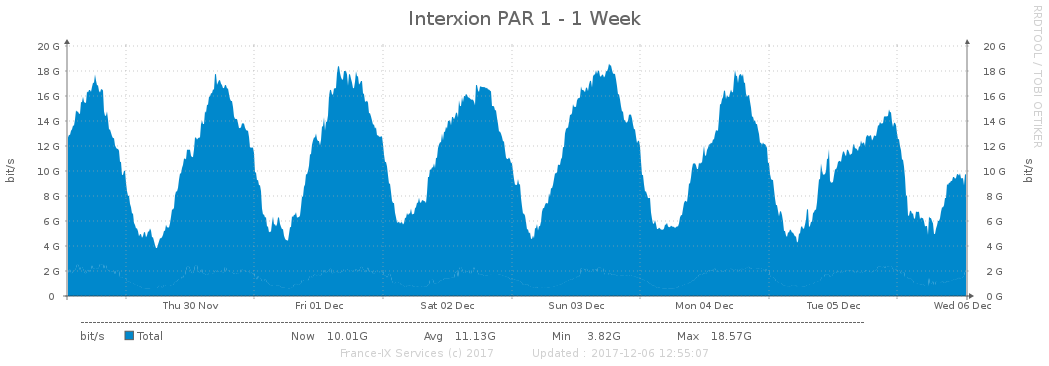 Interxion PAR 1 - 1 Week
RRDTOOL / TOBI OETIKER
bit/s
bit/s
20 G 20 G
18 G 18 G
16 G 16 G
14 G 14 G
12 G 12 G
10 G 10 G
8 G 8 G
6 G 6 G
4 G 4 G
2 G 2 G
0 0 G
Thu 30 Nov Fri 01 Dec Sat 02 Dec Sun 03 Dec Mon 04 Dec Tue 05 Dec Wed 06 Dec
bit/s Total Now 10.01G Avg 11.13G Min 3.82G Max 18.57G
France-IX Services (c) 2017 Updated : 2017-12-06 12:55:07